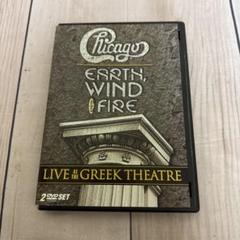 Chicago
EARTH,
WIND
& FIRE
LIVE AT THE GREEK THEATRE
2 DVD SET